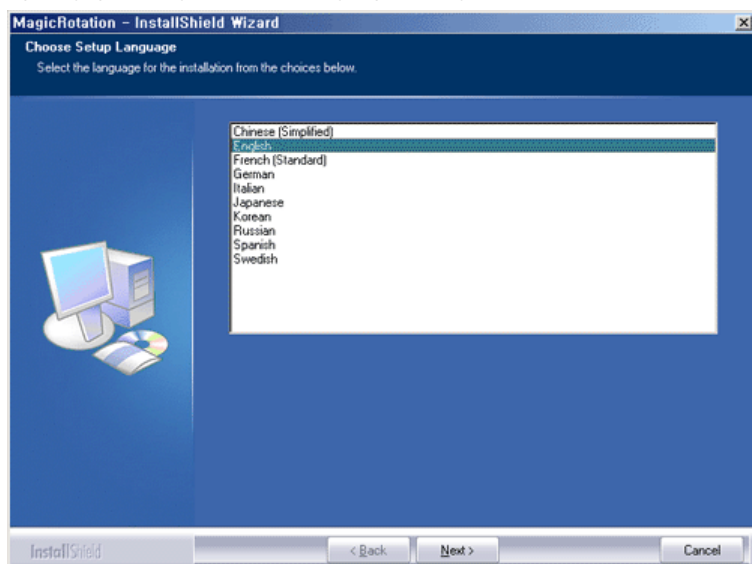 MagicRotation - InstallShield Wizard
Choose Setup Language
Select the language for the installation from the choices below.
Chinese (Simplified)
English
French (Standard)
German
Italian
Japanese
Korean
Russian
Spanish
Swedish
InstallShield
< Back
Next >
Cancel